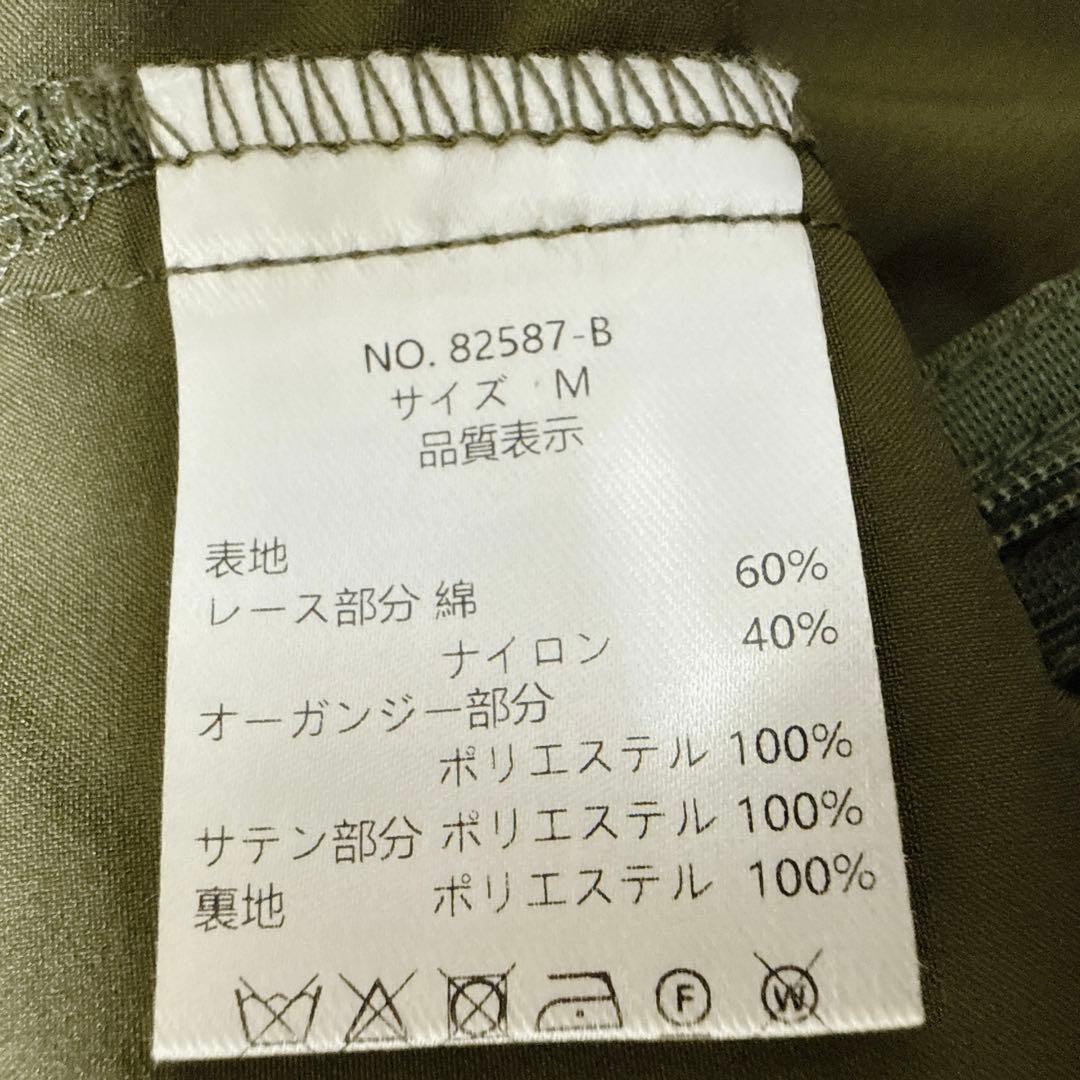 NO. 82587-B
サイズ M
品質表示
表地
レース部分 綿 60%
ナイロン 40%
オーガンジー部分
ポリエステル 100%
サテン部分 ポリエステル 100%
裏地 ポリエステル 100%
F W